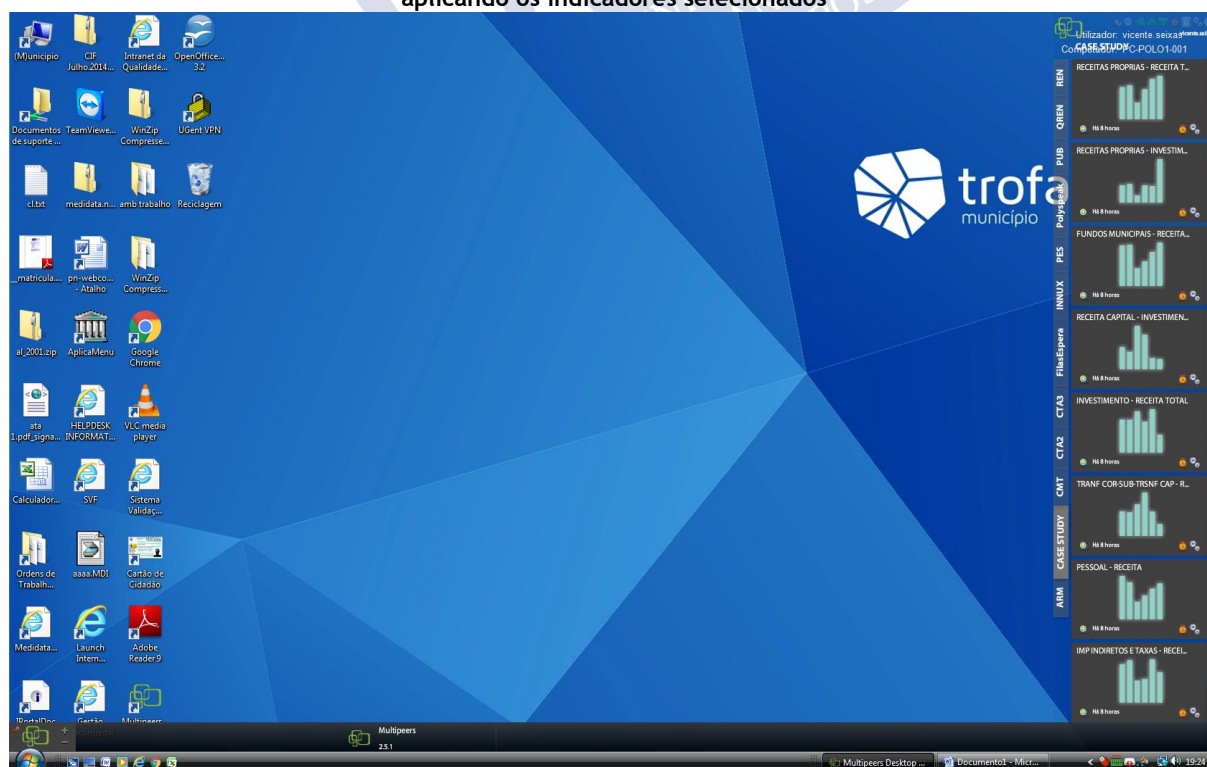 aplicando os indicadores selecionados
(M)unicipio
CIF Julho.2014...
Intranet da Qualidade...
OpenOffice... 3.2
Documentos de suporte ...
TeamViewe...
WinZip Compresse...
UGent VPN
cl.txt
medidata.n...
amb trabalho
Reciclagem
_matricula....
pn-webco... - Atalho
WinZip Compress...
al_2001.zip
AplicaMenu
Google Chrome
ata 1.pdf_signa...
HELPDESK INFORMAT...
VLC media player
Calculador...
SVF
Sistema Validaç...
Ordens de Trabalh...
aaaa.MDI
Cartão de Cidadão
Medidata...
Launch Intern...
Adobe Reader 9
IPortalDoc
Gestão
Multipeers
trofa
município
Utilizador: vicente.seixas
CASE STUDY
PC-POLO1-001
REN
QREN
PUB
Polyspeak
PES
INNUX
FilasEspera
CTA3
CTA2
CMT
CASE STUDY
ARM
RECEITAS PROPRIAS - RECEITA T...
Há 8 horas
RECEITAS PROPRIAS - INVESTIM...
Há 8 horas
FUNDOS MUNICIPAIS - RECEITA...
Há 8 horas
RECEITA CAPITAL - INVESTIMEN...
Há 8 horas
INVESTIMENTO - RECEITA TOTAL
Há 8 horas
TRANF COR-SUB-TRSNF CAP - R...
Há 8 horas
PESSOAL - RECEITA
Há 8 horas
IMP INDIRETOS E TAXAS - RECEI...
Há 8 horas
Multipeers
2.5.1
Multipeers Desktop ...
Documento1 - Micr...
19:24